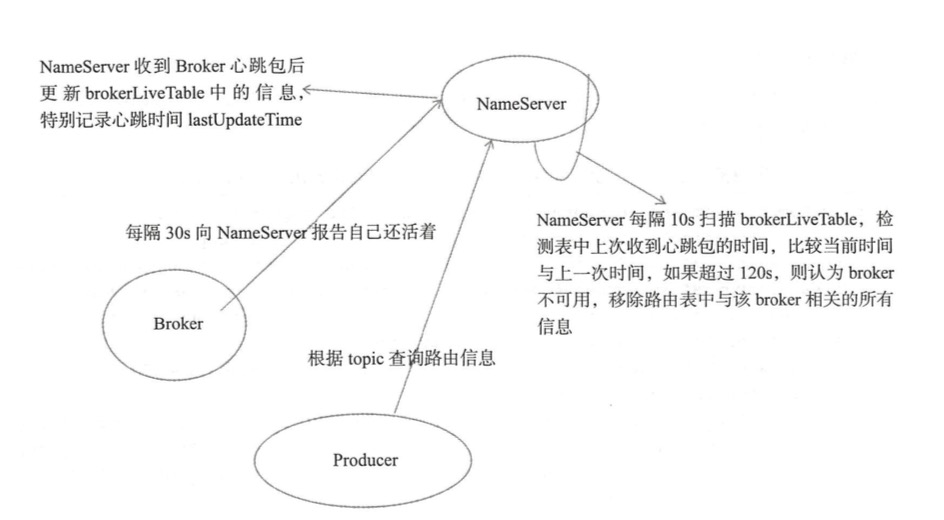 NameServer 收到 Broker 心跳包后
更新 brokerLiveTable 中的信息，
特别记录心跳时间 lastUpdateTime
NameServer
每隔 30s 向 NameServer 报告自己还活着
NameServer 每隔 10s 扫描 brokerLiveTable，检
测表中上次收到心跳包的时间，比较当前时间
与上一次时间，如果超过 120s，则认为 broker
不可用，移除路由表中与该 broker 相关的所有
信息
Broker
根据 topic 查询路由信息
Producer